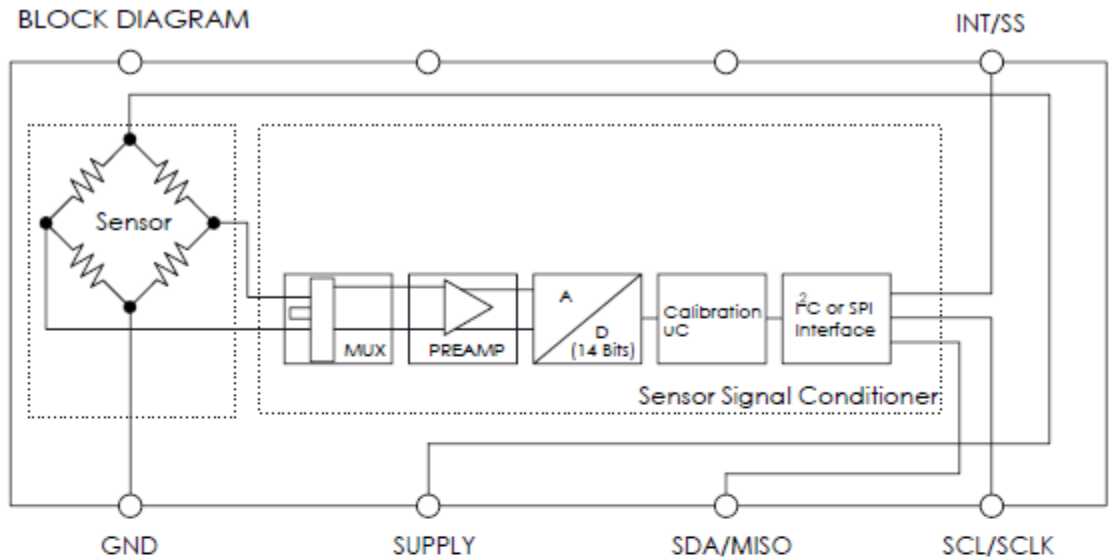 BLOCK DIAGRAM
INT/SS
Sensor
MUX
PREAMP
A
D
(14 Bits)
Calibration
uC
I²C or SPI
Interface
Sensor Signal Conditioner
GND
SUPPLY
SDA/MISO
SCL/SCLK